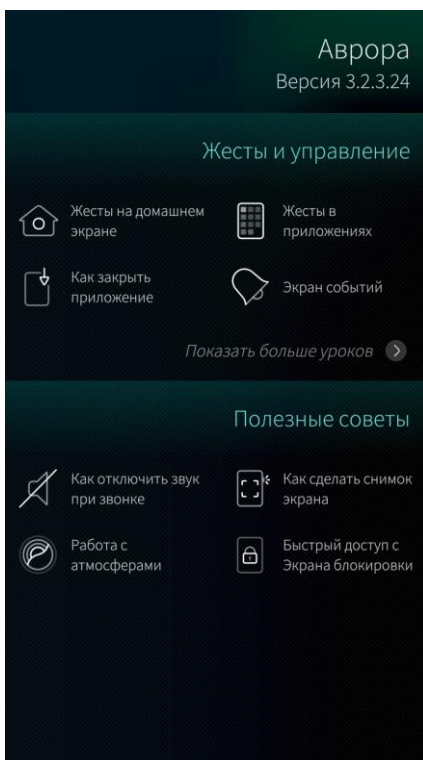 Аврора
Версия 3.2.3.24
Жесты и управление
Жесты на домашнем
экране
Жесты в
приложениях
Как закрыть
приложение
Экран событий
Показать больше уроков
Полезные советы
Как отключить звук
при звонке
Как сделать снимок
экрана
Работа с
атмосферами
Быстрый доступ с
Экрана блокировки